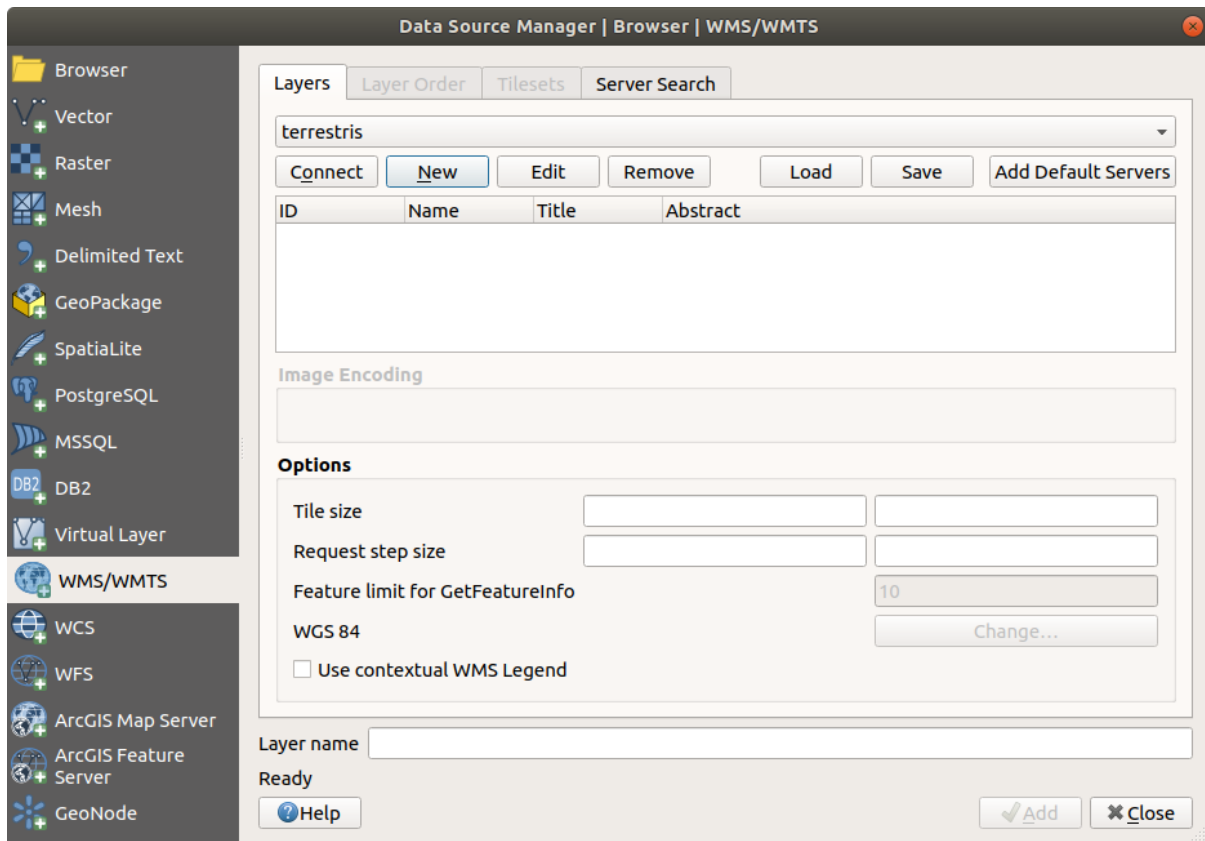 Data Source Manager | Browser | WMS/WMTS
Browser
Vector
Raster
Mesh
Delimited Text
GeoPackage
SpatiaLite
PostgreSQL
MSSQL
DB2 DB2
Virtual Layer
WMS/WMTS
WCS
WFS
ArcGIS Map Server
ArcGIS Feature
Server
GeoNode
Layers Layer Order Tilesets Server Search
terrestris
Connect New Edit Remove Load Save Add Default Servers
ID Name Title Abstract
Image Encoding
Options
Tile size
Request step size
Feature limit for GetFeatureInfo 10
WGS 84 Change...
Use contextual WMS Legend
Layer name
Ready
Help Add Close